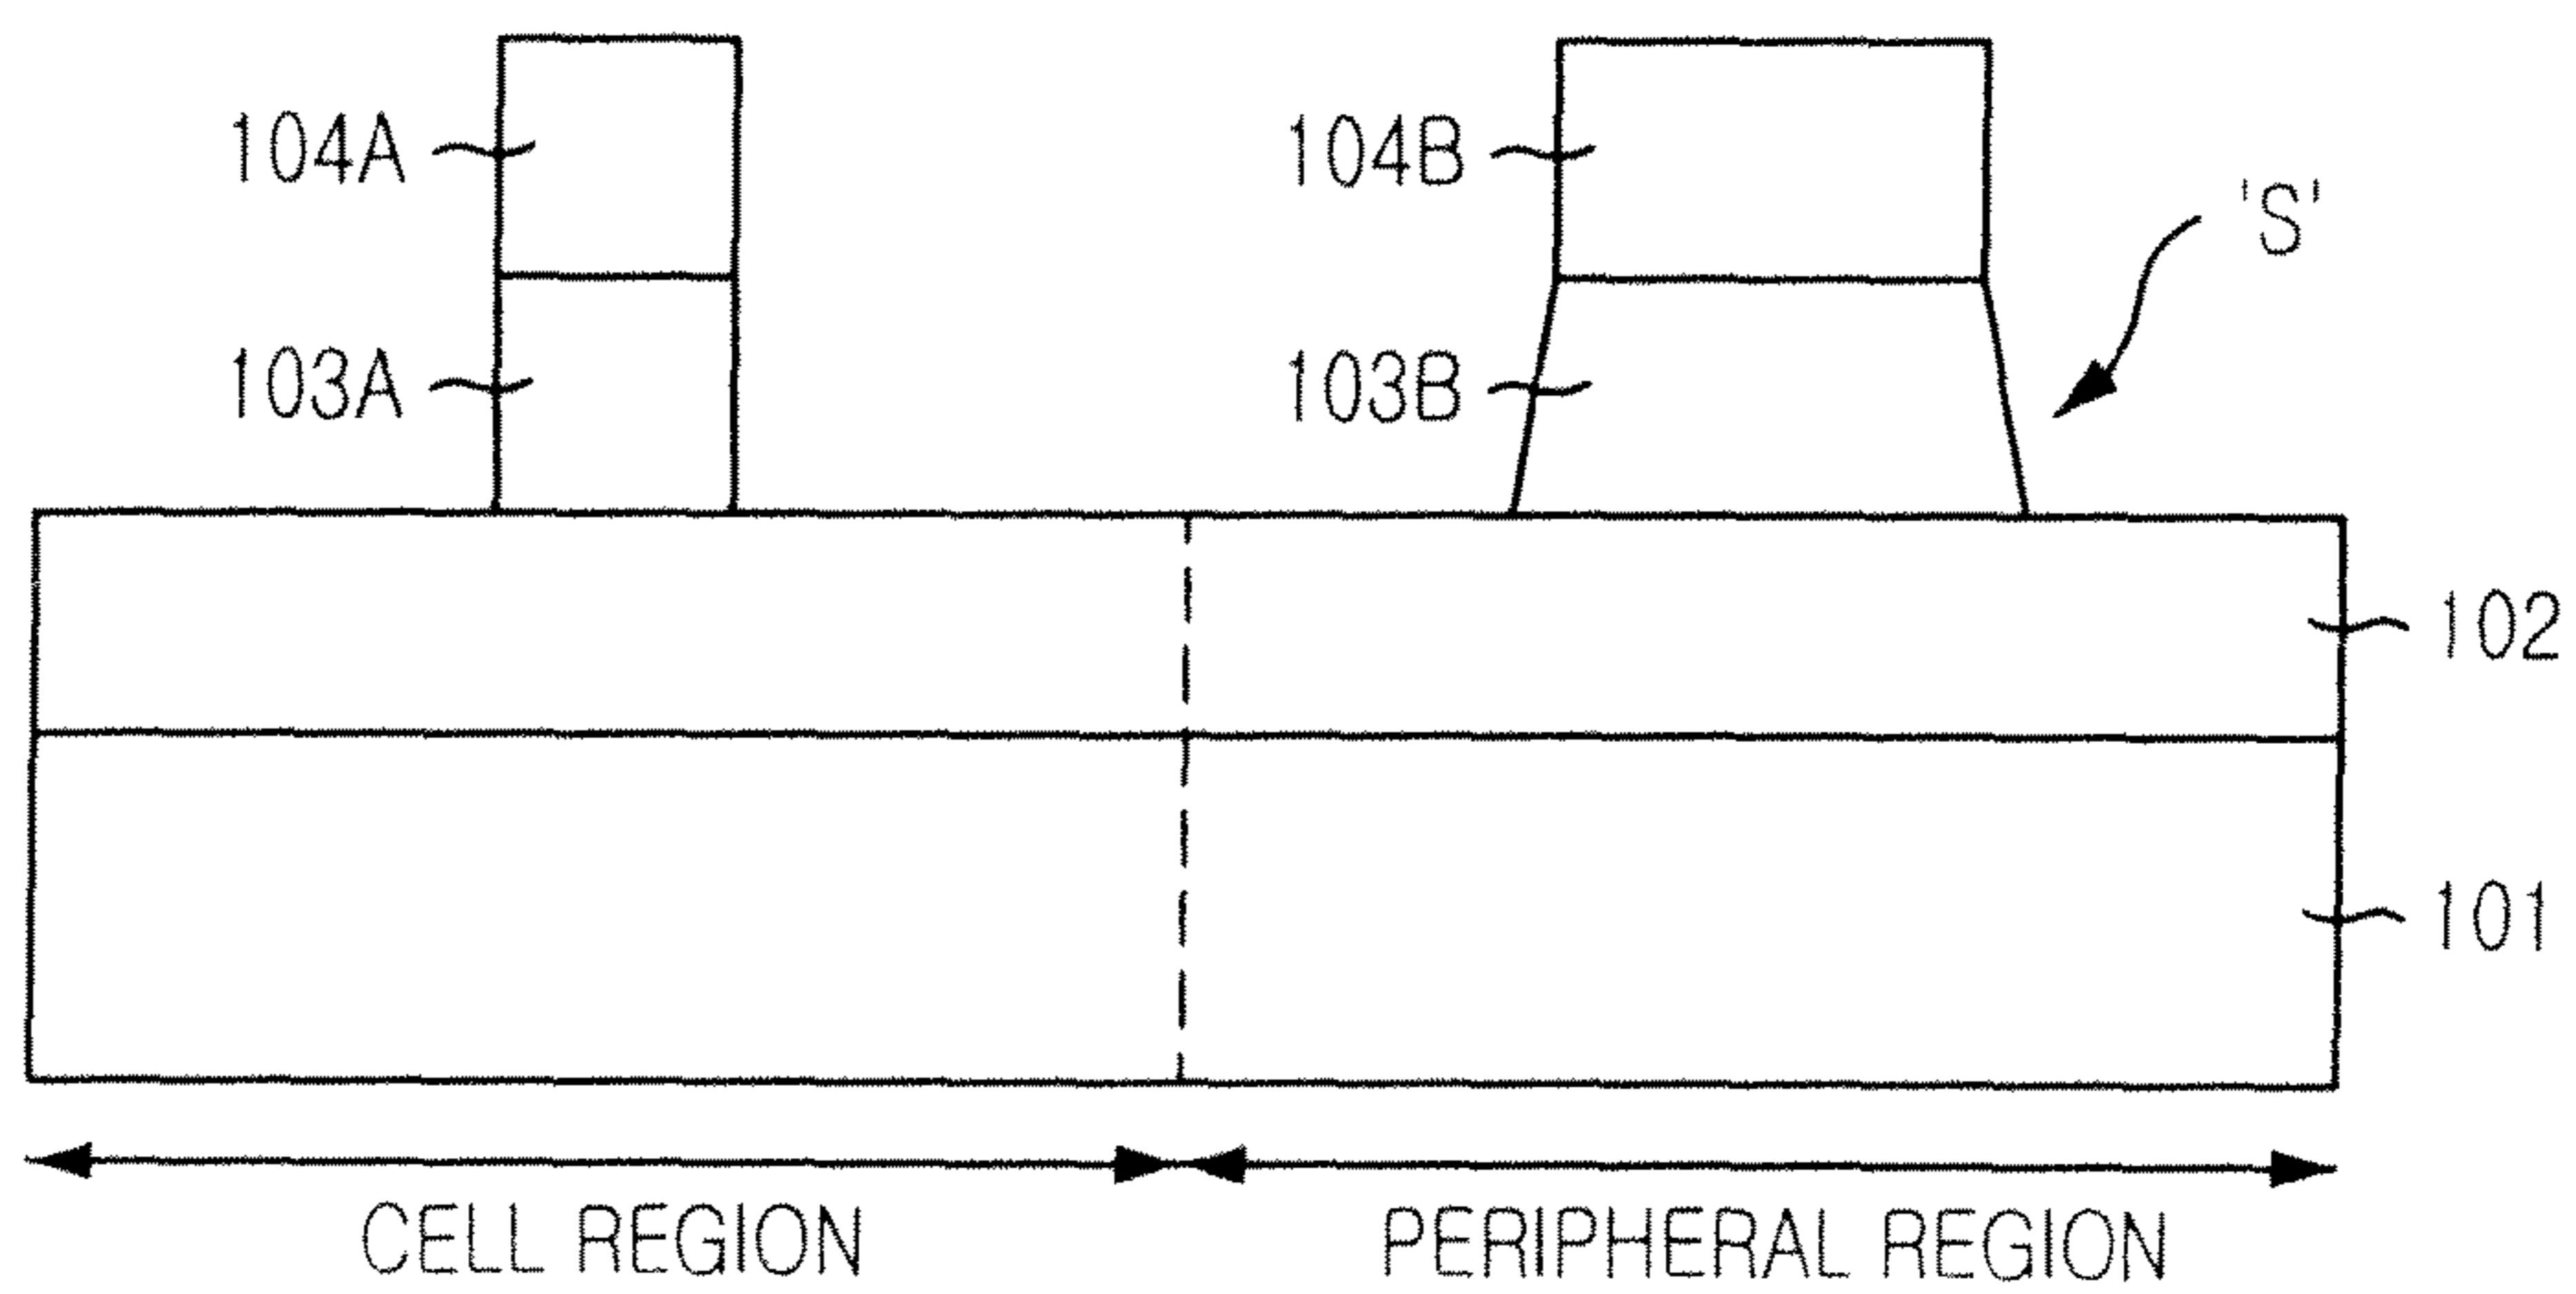 104A
104B
'S'
103A
103B
102
101
CELL REGION
PERIPHERAL REGION